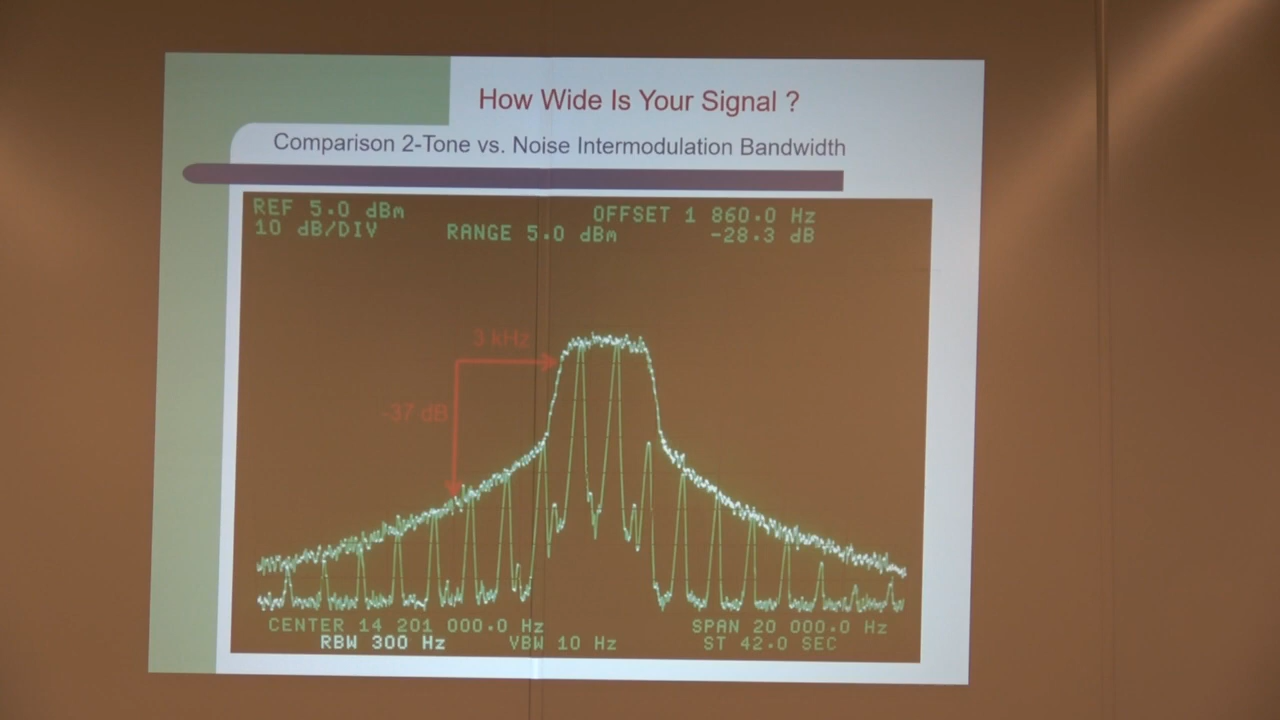 How Wide Is Your Signal ?
Comparison 2-Tone vs. Noise Intermodulation Bandwidth
REF 5.0 dBm OFFSET 1 860.0 Hz
10 dB/DIV RANGE 5.0 dBm -28.3 dB
3 kHz
-37 dB
CENTER 14 201 000.0 Hz SPAN 20 000.0 Hz
RBW 300 Hz VBW 10 Hz ST 42.0 SEC